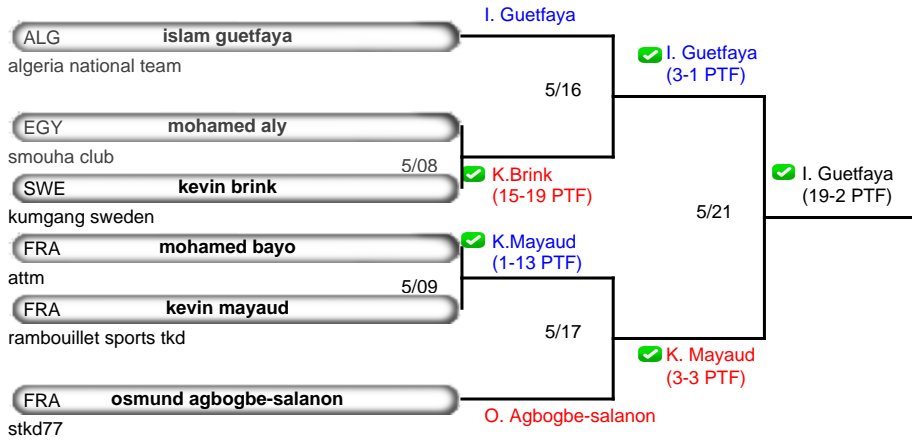 I. Guetfaya
ALG islam guetfaya
algeria national team
I. Guetfaya
(3-1 PTF)
5/16
EGY mohamed aly
smouha club
5/08
SWE kevin brink
kumgang sweden
K.Brink
(15-19 PTF)
I. Guetfaya
(19-2 PTF)
5/21
FRA mohamed bayo
attm
K.Mayaud
(1-13 PTF)
5/09
FRA kevin mayaud
rambouillet sports tkd
5/17
K. Mayaud
(3-3 PTF)
FRA osmund agbogbe-salanon
stkd77
O. Agbogbe-salanon